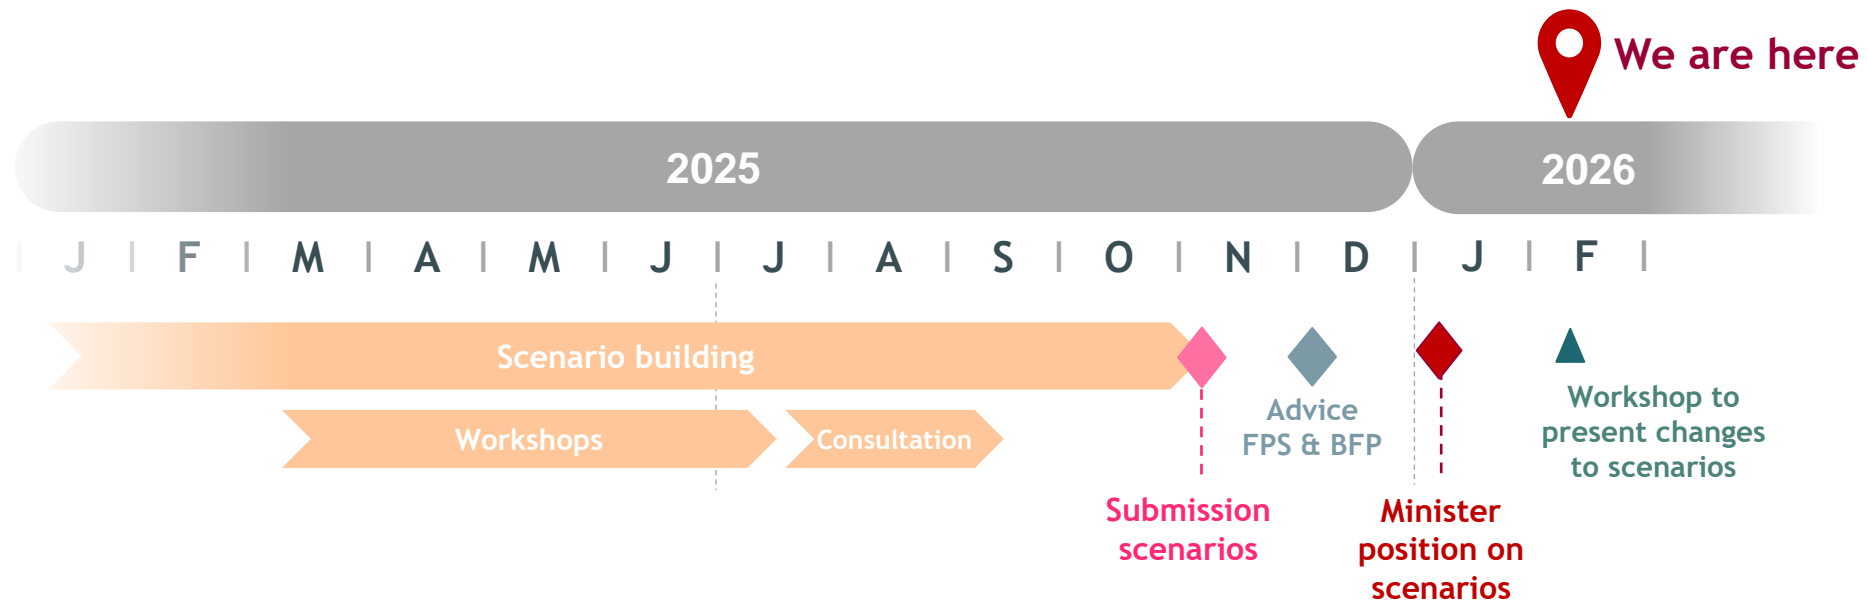 We are here
2025
2026
J | F | M | A | M | J | J | A | S | O | N | D | J | F |
Scenario building
Workshops
Consultation
Advice
FPS & BFP
Workshop to
present changes
to scenarios
Submission
scenarios
Minister
position on
scenarios